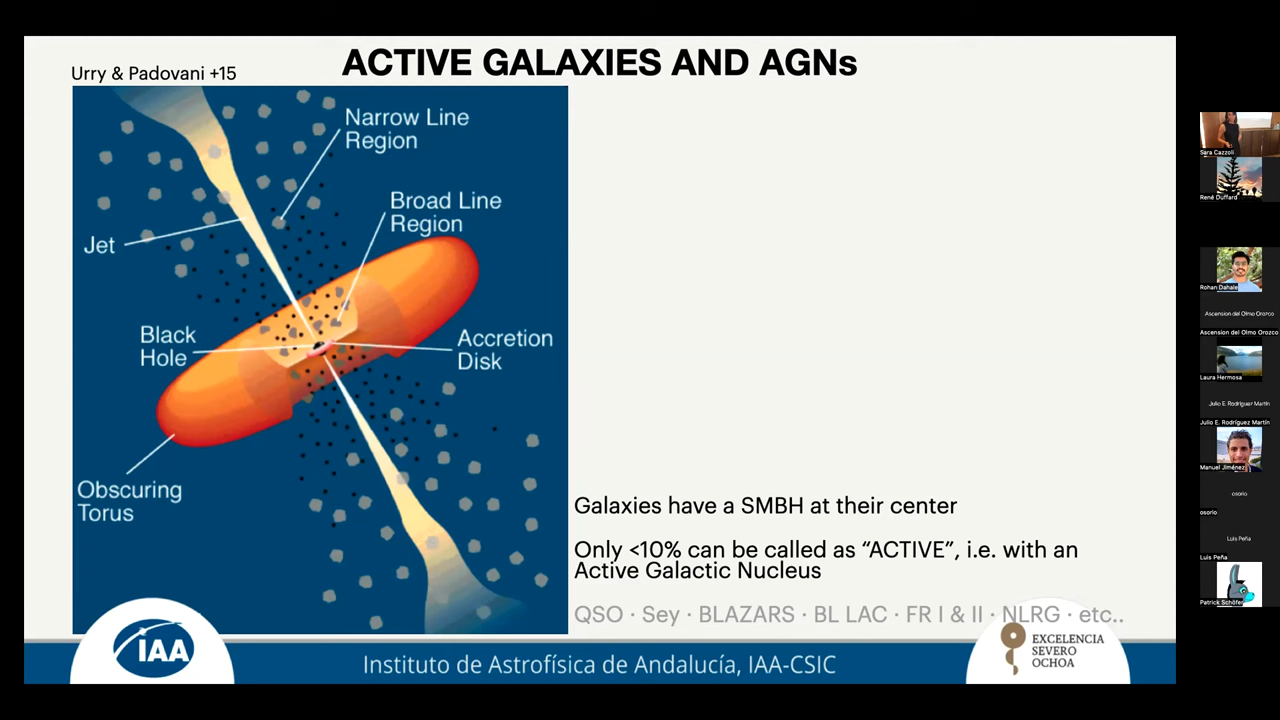 ACTIVE GALAXIES AND AGNs
Urry & Padovani +15
Narrow Line
Region
Broad Line
Region
Jet
Black
Hole
Accretion
Disk
Obscuring
Torus
Galaxies have a SMBH at their center
Only <10% can be called as “ACTIVE”, i.e. with an
Active Galactic Nucleus
QSO · Sey · BLAZARS · BL LAC · FR I & II · NLRG · etc..
IAA
Instituto de Astrofísica de Andalucía, IAA-CSIC
EXCELENCIA
SEVERO
OCHOA
Sara Cazzoli
René Duffard
Rohan Dahale
Ascension del Olmo Orozco
Ascension del Olmo Orozco
Laura Hermosa
Julio E. Rodríguez Martín
Julio E. Rodríguez Martín
Manuel Jiménez
osorio
osorio
Luis Peña
Luis Peña
Patrick Schöfer